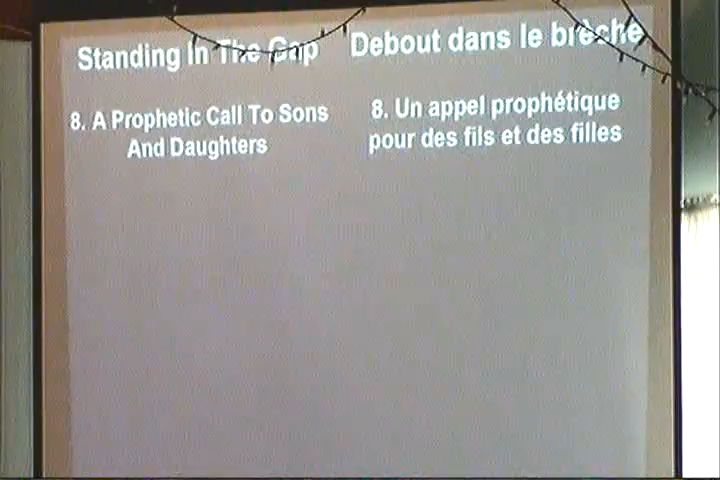 Standing In The Gap
8. A Prophetic Call To Sons
And Daughters
Debout dans le brèche
8. Un appel prophétique
pour des fils et des filles